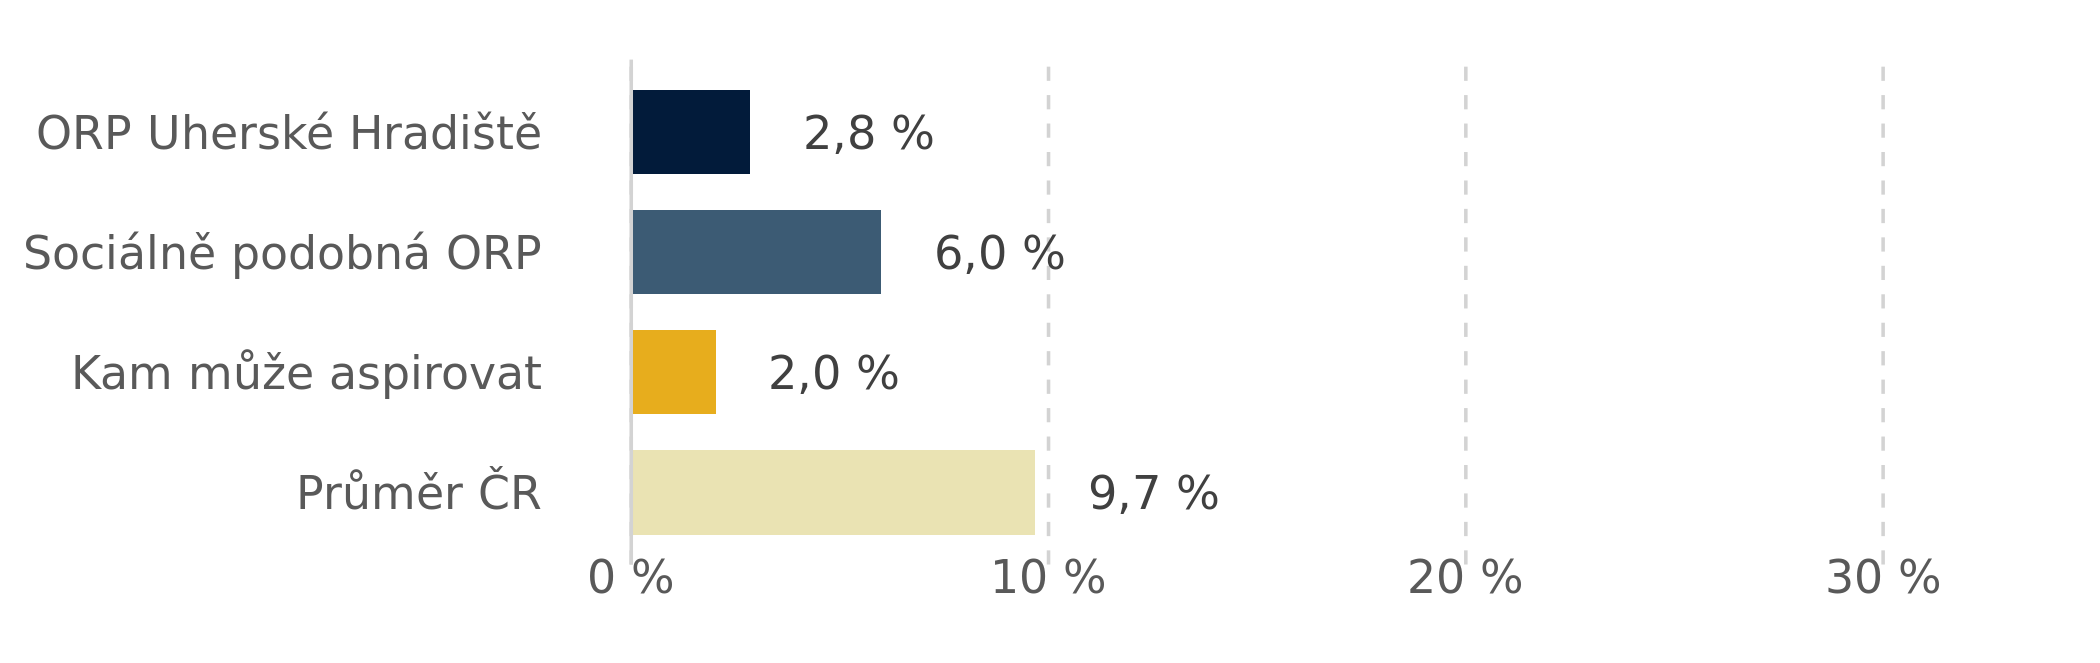 ORP Uherské Hradiště 2,8 %
Sociálně podobná ORP 6,0 %
Kam může aspirovat 2,0 %
Průměr ČR 9,7 %
0 % 10 % 20 % 30 %